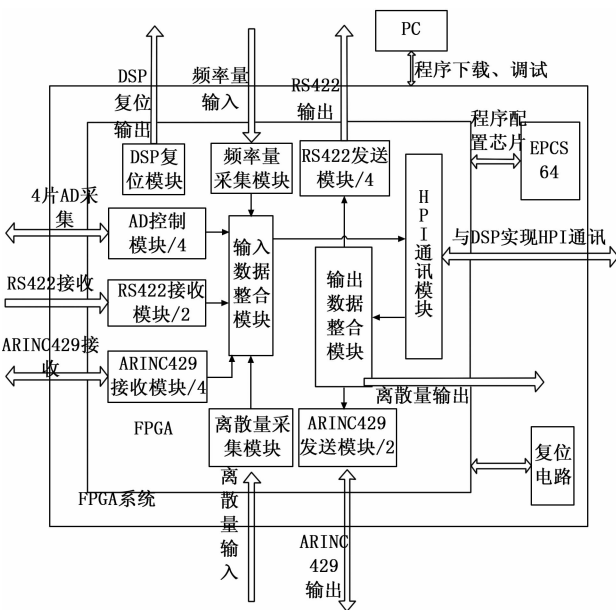 PC
程序下载、调试
DSP
复位
输出
频率量
输入
RS422
输出
程序配
置芯片
EPCS
64
DSP复
位模块
频率量
采集模块
RS422发送
模块/4
HPI通讯模块
4片AD采
集
AD控制
模块/4
输入
数据
整合
模块
输出
数据
整合
模块
与DSP实现HPI通讯
RS422接收
RS422接收
模块/2
ARINC429接
收
ARINC429
接收模块/4
离散量输出
FPGA
离散量采
集模块
ARINC429
发送模块/2
复位
电路
FPGA系统
离
散
量
输
入
ARINC
429
输出